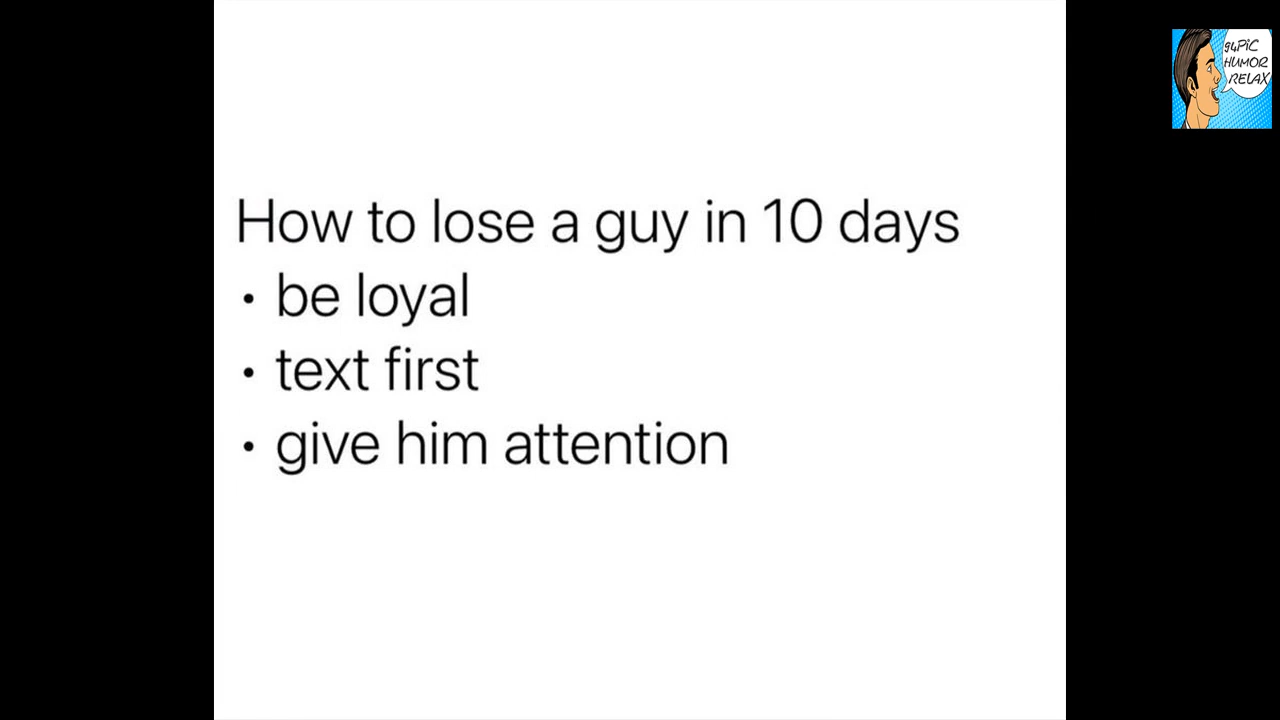 How to lose a guy in 10 days
• be loyal
• text first
• give him attention
94PiC
HUMOR
RELAX